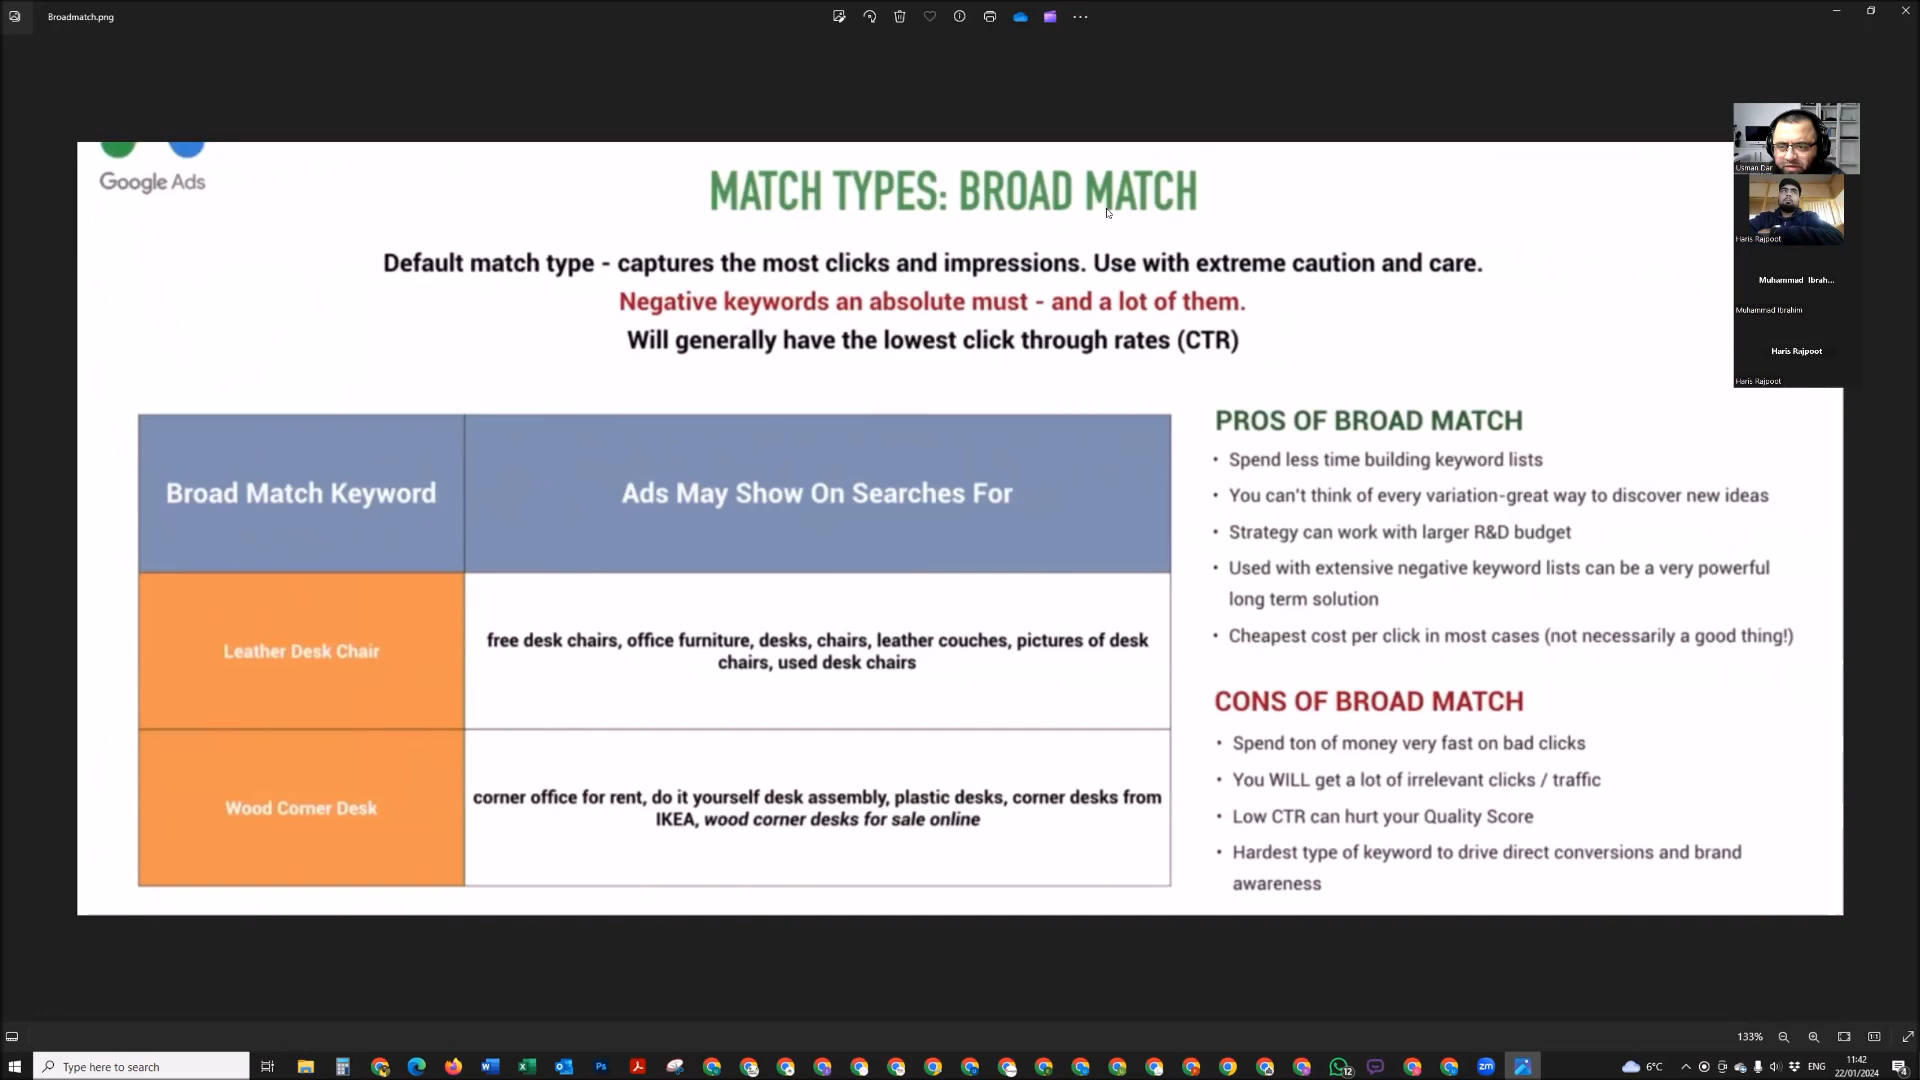 Broadmatch.png
Google Ads
MATCH TYPES: BROAD MATCH
Default match type - captures the most clicks and impressions. Use with extreme caution and care.
Negative keywords an absolute must - and a lot of them.
Will generally have the lowest click through rates (CTR)
Broad Match Keyword
Ads May Show On Searches For
Leather Desk Chair
free desk chairs, office furniture, desks, chairs, leather couches, pictures of desk
chairs, used desk chairs
Wood Corner Desk
corner office for rent, do it yourself desk assembly, plastic desks, corner desks from
IKEA, wood corner desks for sale online
PROS OF BROAD MATCH
• Spend less time building keyword lists
• You can't think of every variation-great way to discover new ideas
• Strategy can work with larger R&D budget
• Used with extensive negative keyword lists can be a very powerful
long term solution
• Cheapest cost per click in most cases (not necessarily a good thing!)
CONS OF BROAD MATCH
• Spend ton of money very fast on bad clicks
• You WILL get a lot of irrelevant clicks / traffic
• Low CTR can hurt your Quality Score
• Hardest type of keyword to drive direct conversions and brand
awareness
Usman Dar
Haris Rajpoot
Muhammad Ibrah...
Muhammad Ibrahim
Haris Rajpoot
Haris Rajpoot
133%
Type here to search
Ps
12
zm
6°C
ENG
11:42
22/01/2024
4